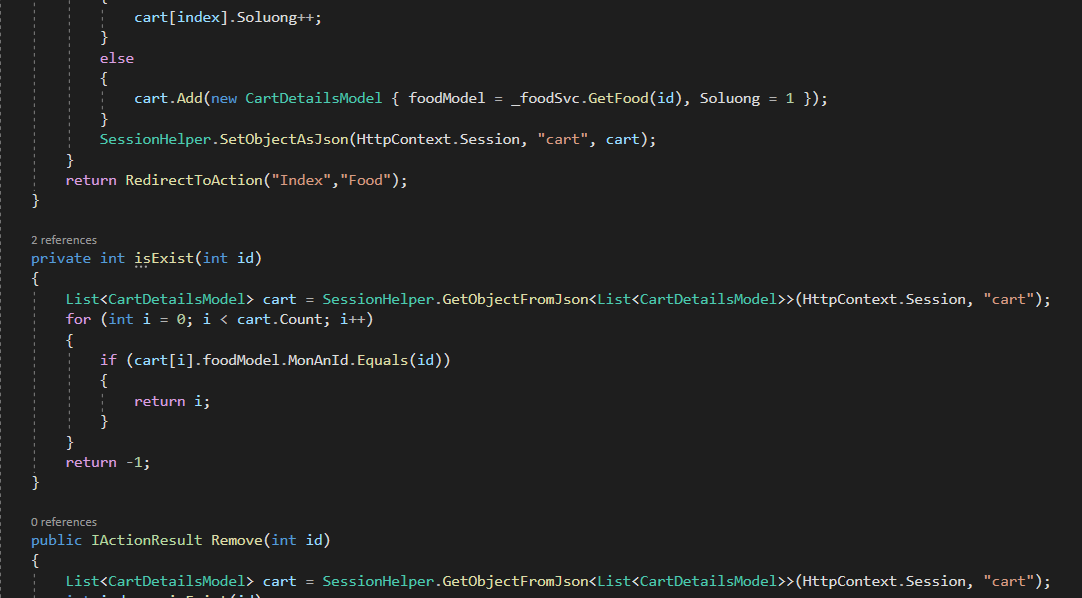 {
cart[index].Soluong++;
}
else
{
cart.Add(new CartDetailsModel { foodModel = _foodSvc.GetFood(id), Soluong = 1 });
}
SessionHelper.SetObjectAsJson(HttpContext.Session, "cart", cart);
}
return RedirectToAction("Index","Food");
}
2 references
private int isExist(int id)
{
List<CartDetailsModel> cart = SessionHelper.GetObjectFromJson<List<CartDetailsModel>>(HttpContext.Session, "cart");
for (int i = 0; i < cart.Count; i++)
{
if (cart[i].foodModel.MonAnId.Equals(id))
{
return i;
}
}
return -1;
}
0 references
public IActionResult Remove(int id)
{
List<CartDetailsModel> cart = SessionHelper.GetObjectFromJson<List<CartDetailsModel>>(HttpContext.Session, "cart");